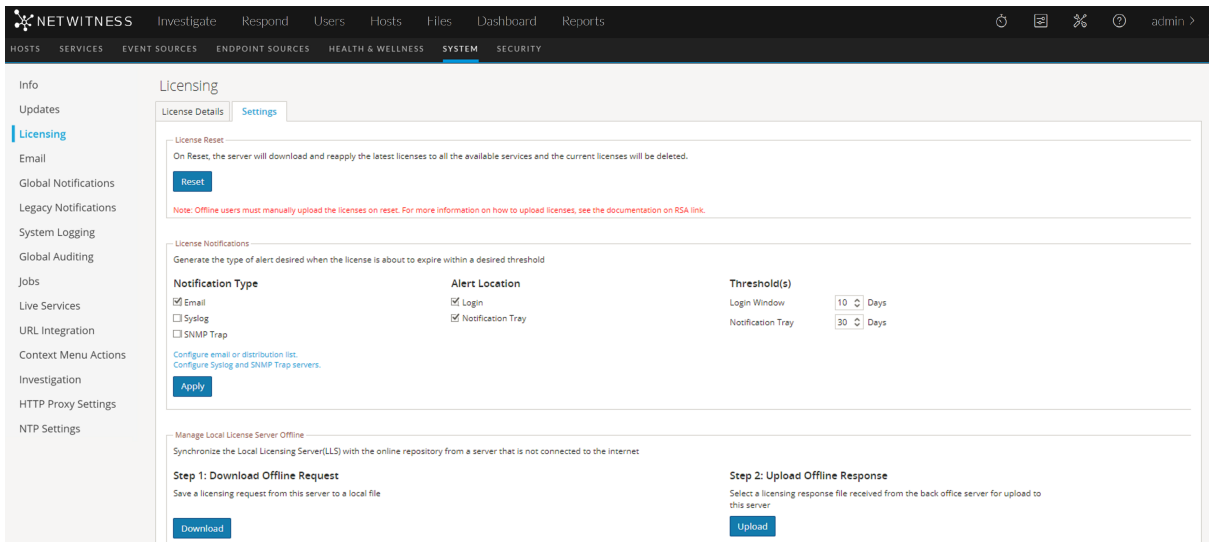 NETWITNESS Investigate Respond Users Hosts Files Dashboard Reports admin >
HOSTS SERVICES EVENT SOURCES ENDPOINT SOURCES HEALTH & WELLNESS SYSTEM SECURITY
Info
Updates
Licensing
Email
Global Notifications
Legacy Notifications
System Logging
Global Auditing
Jobs
Live Services
URL Integration
Context Menu Actions
Investigation
HTTP Proxy Settings
NTP Settings
Licensing
License Details Settings
License Reset
On Reset, the server will download and reapply the latest licenses to all the available services and the current licenses will be deleted.
Reset
Note: Offline users must manually upload the licenses on reset. For more information on how to upload licenses, see the documentation on RSA link.
License Notifications
Generate the type of alert desired when the license is about to expire within a desired threshold
Notification Type
Email
Syslog
SNMP Trap
Configure email or distribution list.
Configure Syslog and SNMP Trap servers.
Apply
Alert Location
Login
Notification Tray
Threshold(s)
Login Window 10 Days
Notification Tray 30 Days
Manage Local License Server Offline
Synchronize the Local Licensing Server(LLS) with the online repository from a server that is not connected to the internet
Step 1: Download Offline Request
Save a licensing request from this server to a local file
Download
Step 2: Upload Offline Response
Select a licensing response file received from the back office server for upload to
this server
Upload